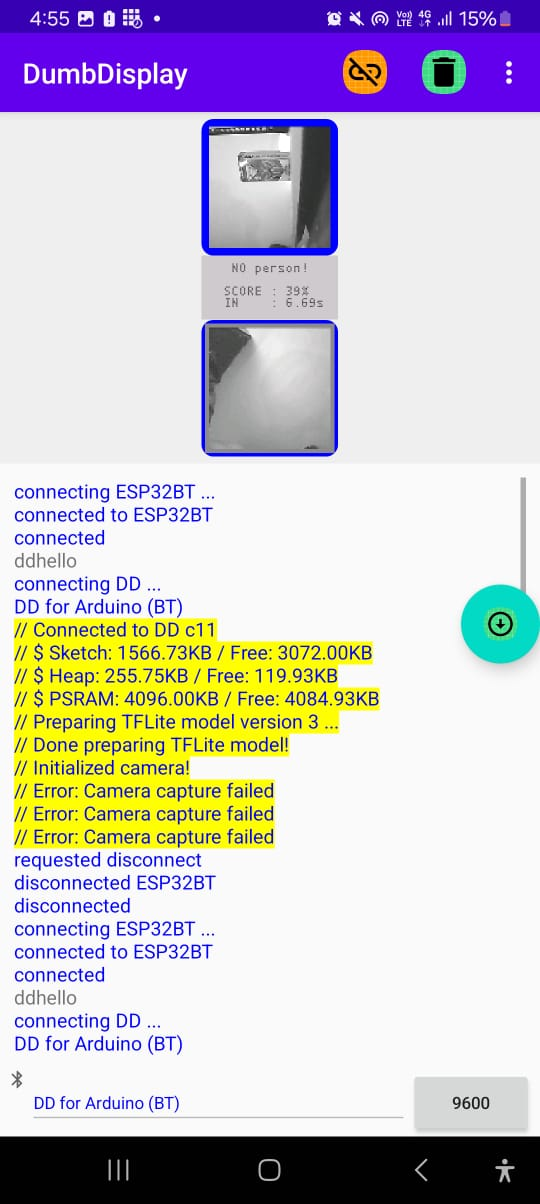 4:55
Vo)) 4G 15%
LTE
DumbDisplay
NO person!
SCORE : 39%
IN : 6.69s
connecting ESP32BT ...
connected to ESP32BT
connected
ddhello
connecting DD ...
DD for Arduino (BT)
// Connected to DD c11
// $ Sketch: 1566.73KB / Free: 3072.00KB
// $ Heap: 255.75KB / Free: 119.93KB
// $ PSRAM: 4096.00KB / Free: 4084.93KB
// Preparing TFLite model version 3 ...
// Done preparing TFLite model!
// Initialized camera!
// Error: Camera capture failed
// Error: Camera capture failed
// Error: Camera capture failed
requested disconnect
disconnected ESP32BT
disconnected
connecting ESP32BT ...
connected to ESP32BT
connected
ddhello
connecting DD ...
DD for Arduino (BT)
DD for Arduino (BT)
9600